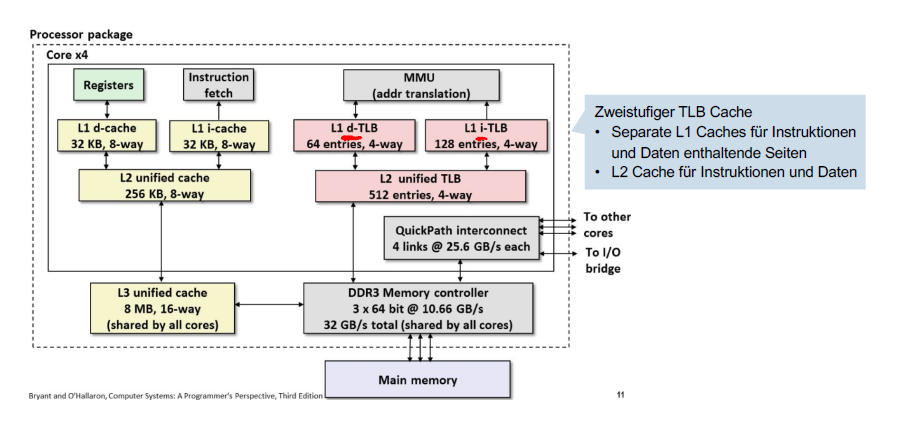 Processor package
Core x4
Registers
Instruction
fetch
MMU
(addr translation)
L1 d-cache
32 KB, 8-way
L1 i-cache
32 KB, 8-way
L1 d-TLB
64 entries, 4-way
L1 i-TLB
128 entries, 4-way
L2 unified cache
256 KB, 8-way
L2 unified TLB
512 entries, 4-way
Zweistufiger TLB Cache
• Separate L1 Caches für Instruktionen
und Daten enthaltende Seiten
• L2 Cache für Instruktionen und Daten
QuickPath interconnect
4 links @ 25.6 GB/s each
To other
cores
To I/O
bridge
L3 unified cache
8 MB, 16-way
(shared by all cores)
DDR3 Memory controller
3 x 64 bit @ 10.66 GB/s
32 GB/s total (shared by all cores)
Main memory
Bryant and O'Hallaron, Computer Systems: A Programmer's Perspective, Third Edition
11